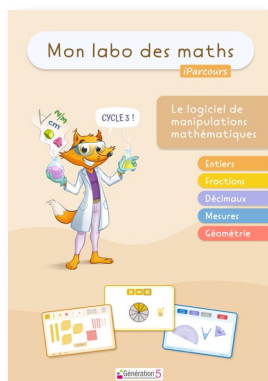 Mon labo des maths
iParcours
CYCLE 3 !
cm
Le logiciel de
manipulations
mathématiques
Entiers
Fractions
Décimaux
Mesures
Géométrie
Génération 5